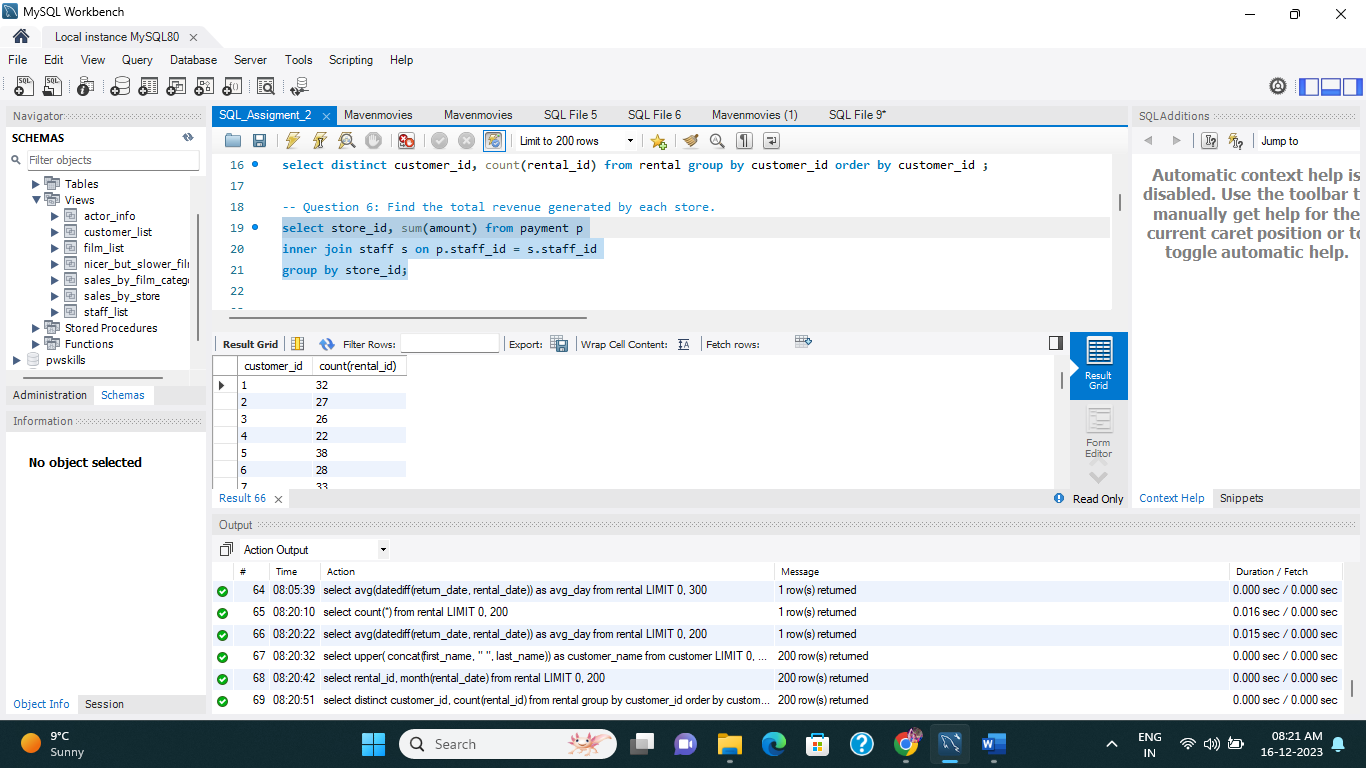 MySQL Workbench
Local instance MySQL80
File Edit View Query Database Server Tools Scripting Help
Navigator
SCHEMAS
Filter objects
Tables
Views
actor_info
customer_list
film_list
nicer_but_slower_film
sales_by_film_catego
sales_by_store
staff_list
Stored Procedures
Functions
pwskills
Administration Schemas
Information
No object selected
Object Info Session
SQL_Assigment_2 Mavenmovies Mavenmovies SQL File 5 SQL File 6 Mavenmovies (1) SQL File 9*
Limit to 200 rows
16 select distinct customer_id, count(rental_id) from rental group by customer_id order by customer_id ;
17
18 -- Question 6: Find the total revenue generated by each store.
19 select store_id, sum(amount) from payment p
20 inner join staff s on p.staff_id = s.staff_id
21 group by store_id;
22
Result Grid Filter Rows: Export: Wrap Cell Content: Fetch rows:
customer_id count(rental_id)
1 32
2 27
3 26
4 22
5 38
6 28
7 33
Result Grid
Form Editor
Result 66
Read Only
SQLAdditions
Jump to
Automatic context help is
disabled. Use the toolbar t
manually get help for the
current caret position or to
toggle automatic help.
Context Help Snippets
Output
Action Output
# Time Action Message Duration / Fetch
64 08:05:39 select avg(datediff(return_date, rental_date)) as avg_day from rental LIMIT 0, 300 1 row(s) returned 0.000 sec / 0.000 sec
65 08:20:10 select count(*) from rental LIMIT 0, 200 1 row(s) returned 0.016 sec / 0.000 sec
66 08:20:22 select avg(datediff(return_date, rental_date)) as avg_day from rental LIMIT 0, 200 1 row(s) returned 0.015 sec / 0.000 sec
67 08:20:32 select upper( concat(first_name, " ", last_name)) as customer_name from customer LIMIT 0, ... 200 row(s) returned 0.000 sec / 0.000 sec
68 08:20:42 select rental_id, month(rental_date) from rental LIMIT 0, 200 200 row(s) returned 0.000 sec / 0.000 sec
69 08:20:51 select distinct customer_id, count(rental_id) from rental group by customer_id order by custom... 200 row(s) returned 0.000 sec / 0.000 sec
9°C
Sunny
Search
ENG
IN
08:21 AM
16-12-2023